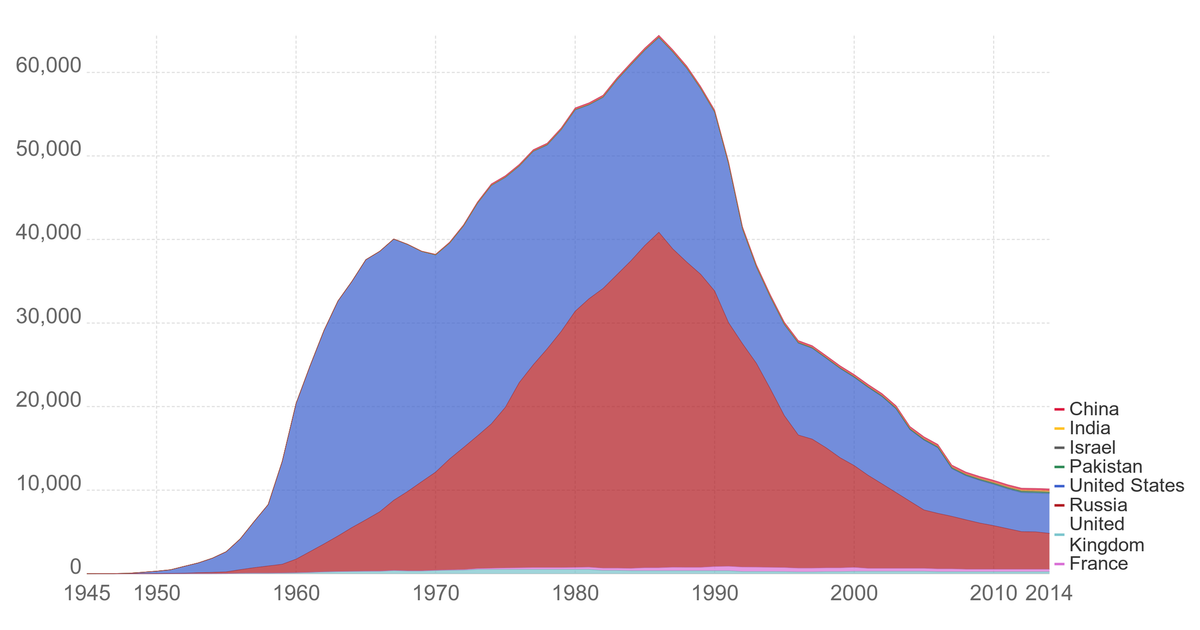 60,000
50,000
40,000
30,000
20,000
10,000
0
1945 1950 1960 1970 1980 1990 2000 2010 2014
China
India
Israel
Pakistan
United States
Russia
United
Kingdom
France